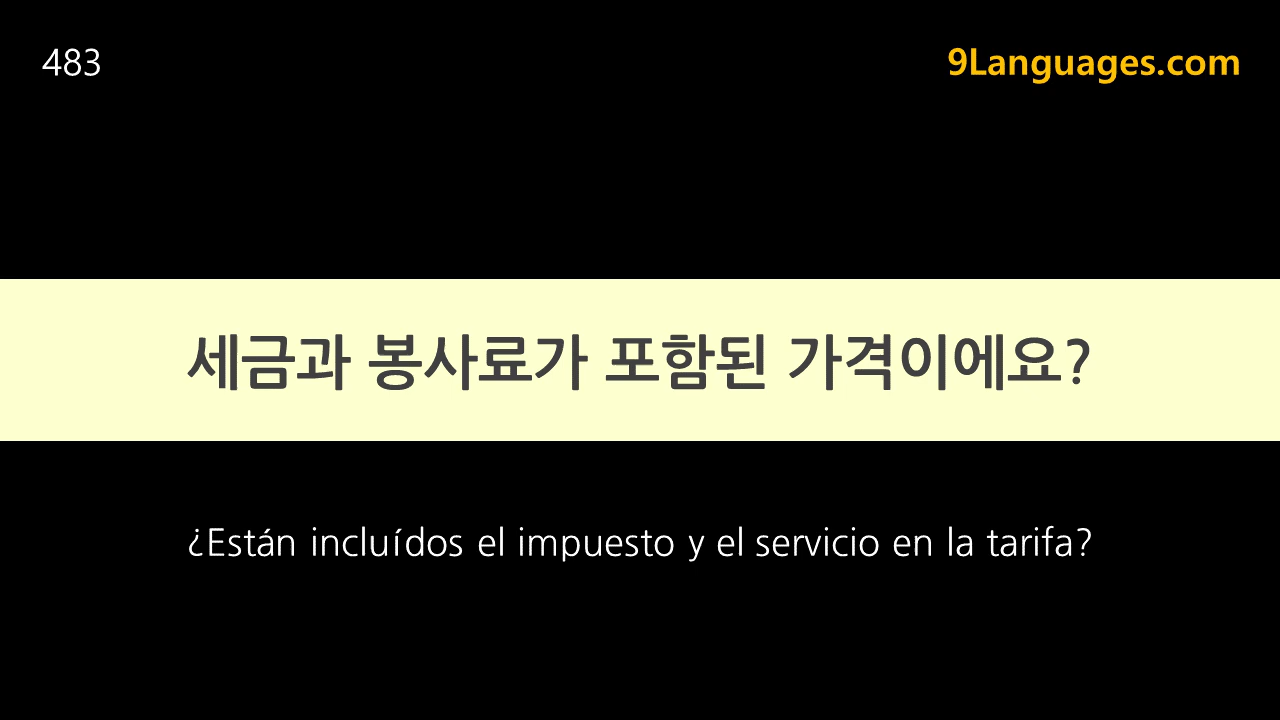 483
9Languages.com
세금과 봉사료가 포함된 가격이에요?
¿Están incluídos el impuesto y el servicio en la tarifa?